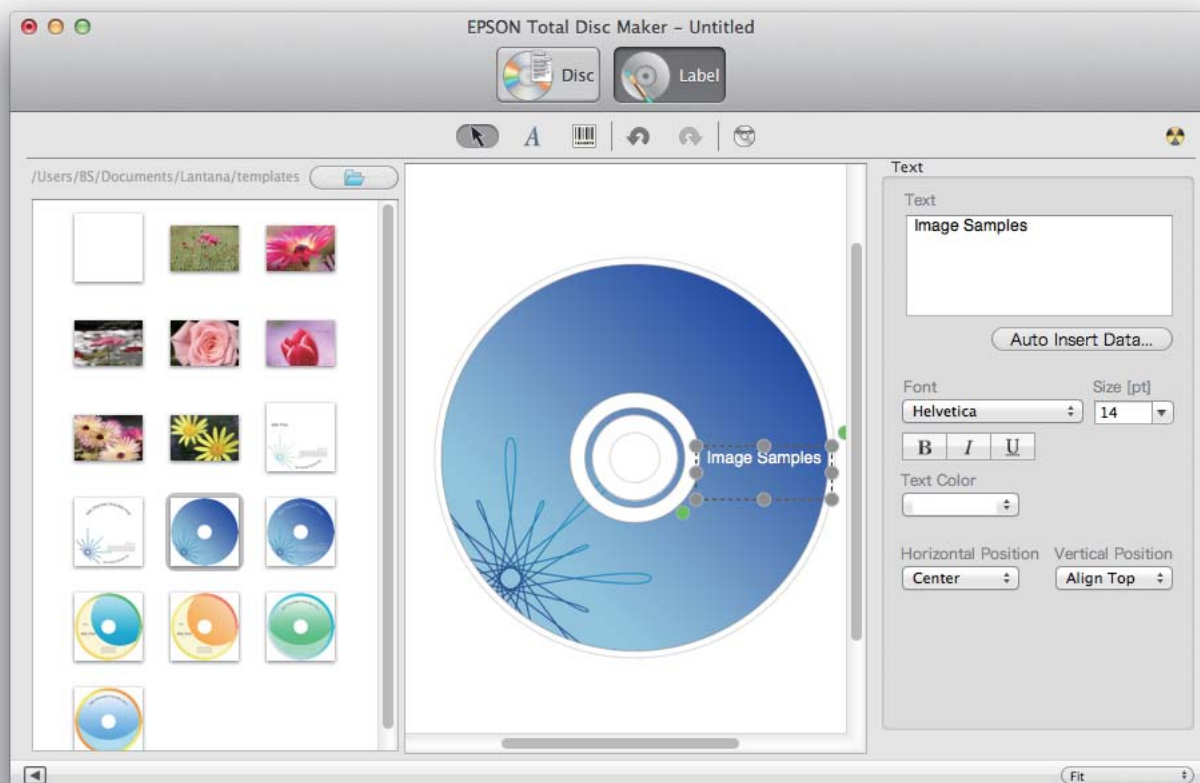 EPSON Total Disc Maker – Untitled
Disc
Label
A
/Users/BS/Documents/Lantana/templates
Text
Text
Image Samples
Auto Insert Data...
Font
Size [pt]
Helvetica
14
B I U
Text Color
Horizontal Position
Vertical Position
Center
Align Top
Image Samples
Fit